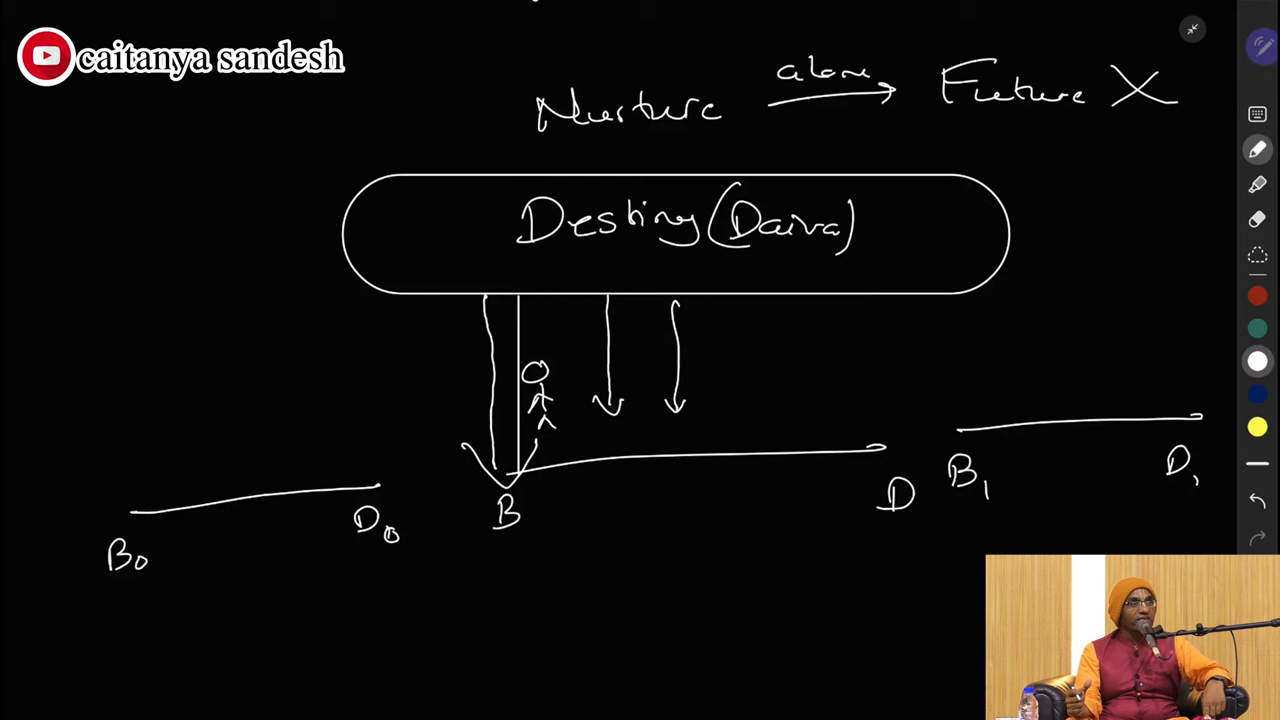 caitanya sandesh
alone
Nurture Future X
Destiny (Daiva)
B0 D0 B D B1 D1